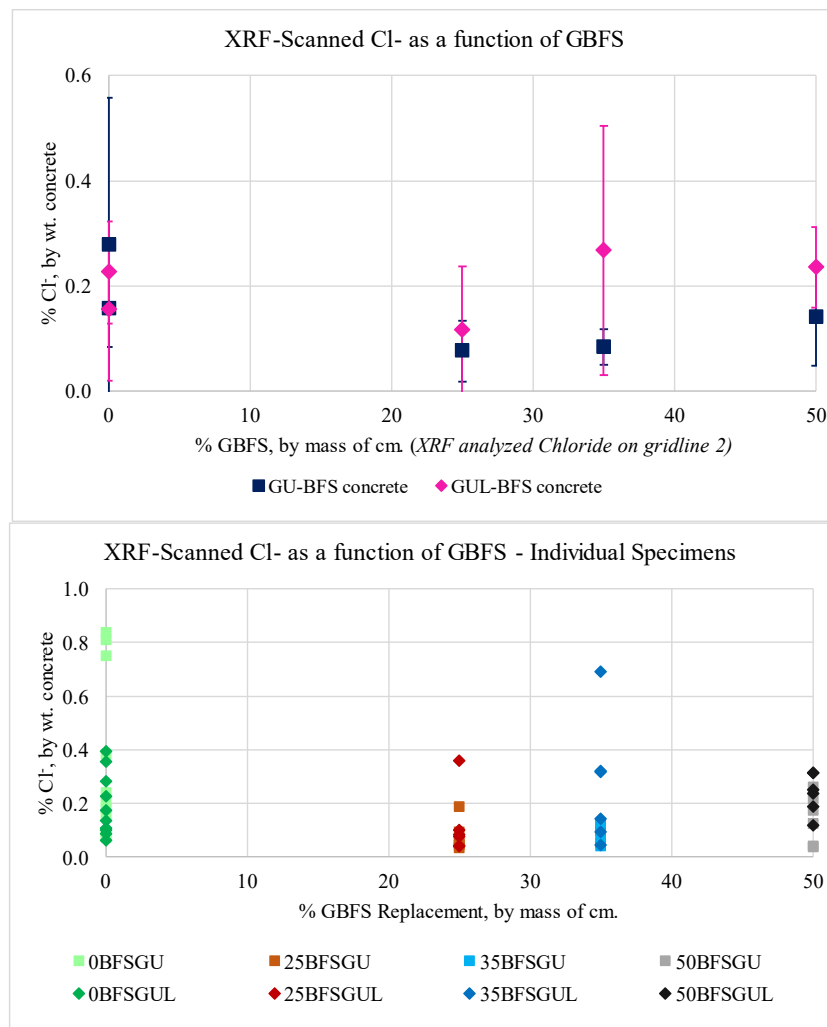 XRF-Scanned Cl- as a function of GBFS
0.6
0.4
0.2
0.0
% Cl-, by wt. concrete
0 10 20 30 40 50
% GBFS, by mass of cm. (XRF analyzed Chloride on gridline 2)
GU-BFS concrete GUL-BFS concrete
XRF-Scanned Cl- as a function of GBFS - Individual Specimens
1.0
0.8
0.6
0.4
0.2
0.0
% Cl-, by wt. concrete
0 10 20 30 40 50
% GBFS Replacement, by mass of cm.
0BFSGU 25BFSGU 35BFSGU 50BFSGU
0BFSGUL 25BFSGUL 35BFSGUL 50BFSGUL